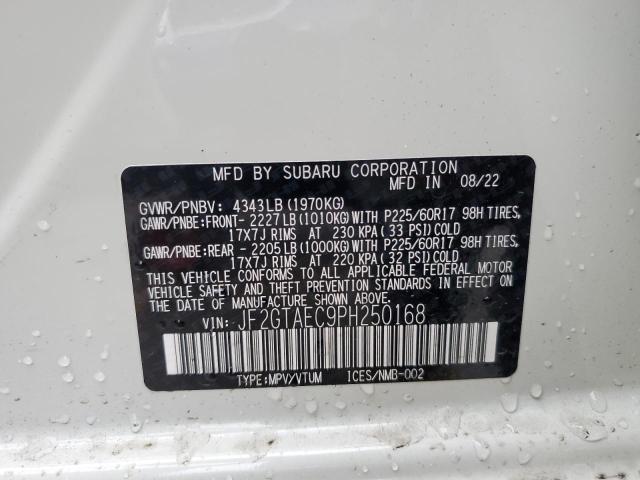 MFD BY SUBARU CORPORATION
MFD IN 08/22
GVWR/PNBV: 4343LB (1970KG)
GAWR/PNBE:FRONT- 2227LB (1010KG) WITH P225/60R17 98H TIRES,
17X7J RIMS AT 230 KPA ( 33 PSI) COLD
GAWR/PNBE:REAR - 2205LB (1000KG) WITH P225/60R17 98H TIRES,
17X7J RIMS AT 220 KPA ( 32 PSI) COLD
THIS VEHICLE CONFORMS TO ALL APPLICABLE FEDERAL MOTOR
VEHICLE SAFETY AND THEFT PREVENTION STANDARDS IN EFFECT ON
THE DATE OF MANUFACTURE SHOWN ABOVE.
VIN: JF2GTAEC9PH250168
TYPE:MPV/VTUM ICES/NMB-002